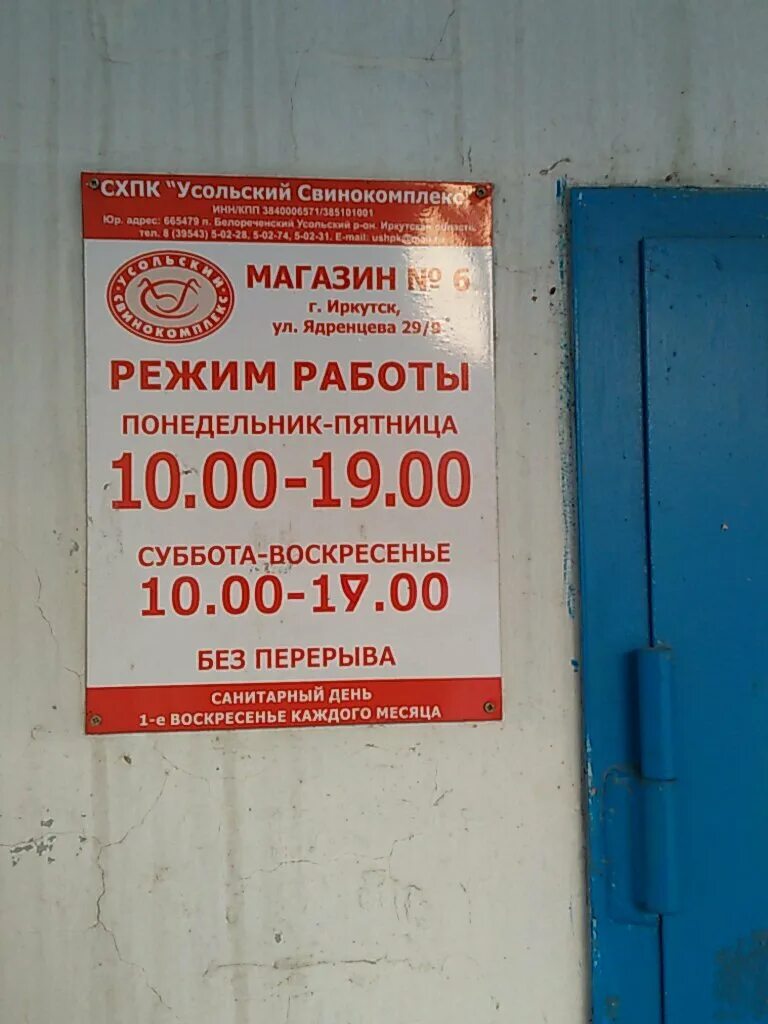 СХПК "Усольский Свинокомплекс"
ИНН/КПП 3840006571/385101001
Юр. адрес: 665479 п. Белореченский Усольский р-он. Иркутская область,
тел. 8 (39543) 5-02-28, 5-02-74, 5-02-31. E-mail:
УСОЛЬСКИЙ
СВИНОКОМПЛЕКС
МАГАЗИН № 6
г. Иркутск,
ул. Ядренцева 29/9
РЕЖИМ РАБОТЫ
ПОНЕДЕЛЬНИК-ПЯТНИЦА
10.00-19.00
СУББОТА-ВОСКРЕСЕНЬЕ
10.00-17.00
БЕЗ ПЕРЕРЫВА
САНИТАРНЫЙ ДЕНЬ
1-е ВОСКРЕСЕНЬЕ КАЖДОГО МЕСЯЦА